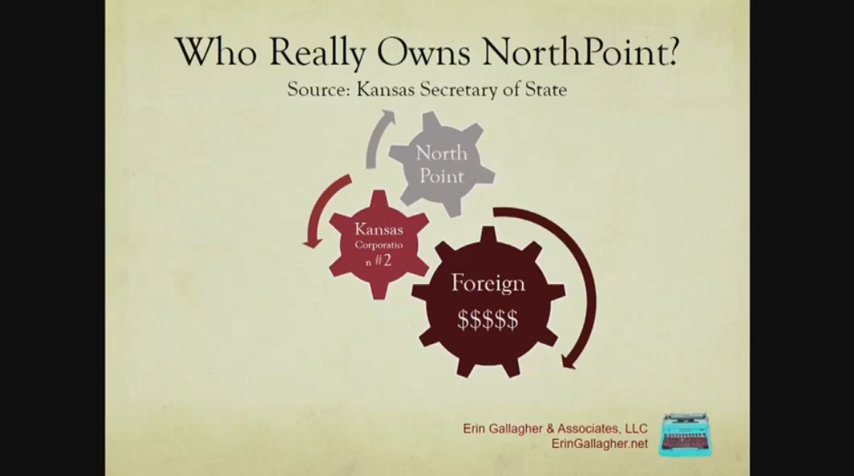 Who Really Owns NorthPoint?
Source: Kansas Secretary of State
North
Point
Kansas
Corporatio
n #2
Foreign
$$$$$
Erin Gallagher & Associates, LLC
ErinGallagher.net